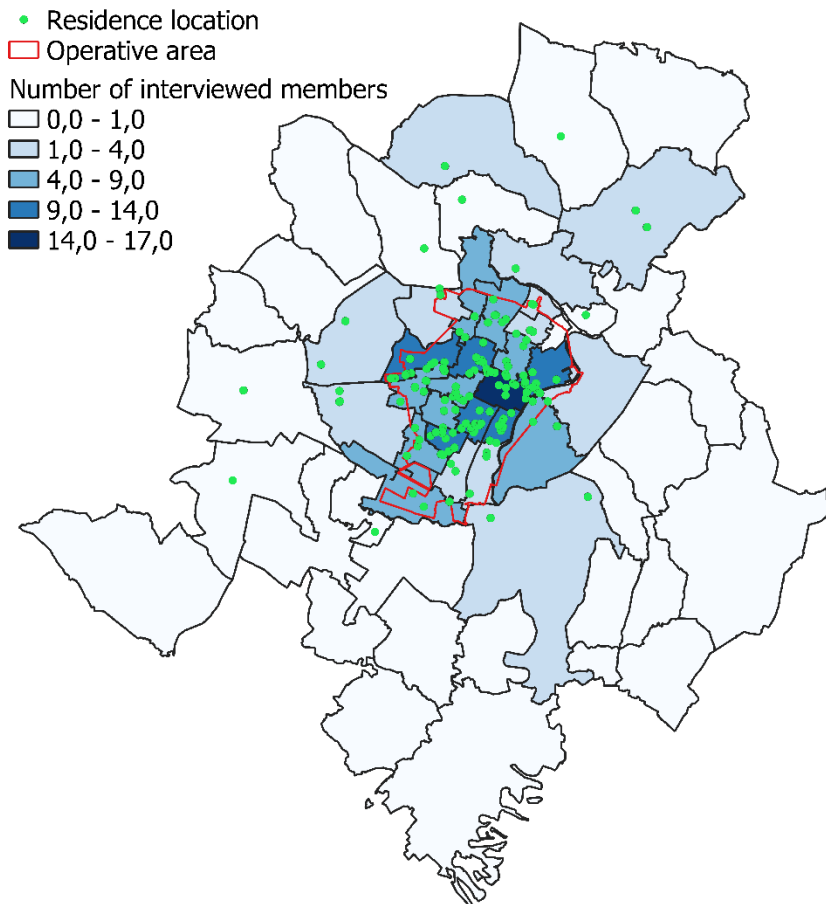 Residence location
Operative area
Number of interviewed members
0,0 - 1,0
1,0 - 4,0
4,0 - 9,0
9,0 - 14,0
14,0 - 17,0